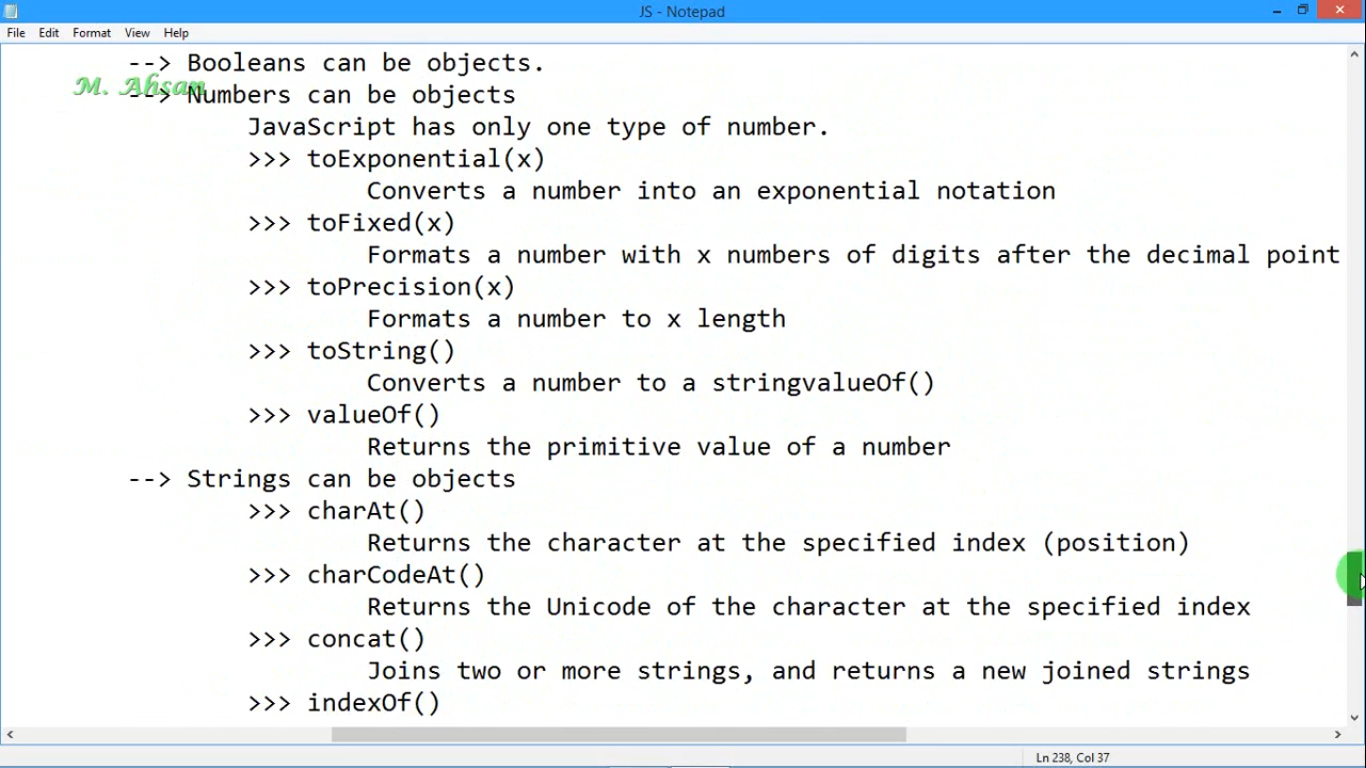 JS - Notepad
File Edit Format View Help
--> Booleans can be objects.
M. Ahsan
--> Numbers can be objects
JavaScript has only one type of number.
>>> toExponential(x)
Converts a number into an exponential notation
>>> toFixed(x)
Formats a number with x numbers of digits after the decimal point
>>> toPrecision(x)
Formats a number to x length
>>> toString()
Converts a number to a stringvalueOf()
>>> valueOf()
Returns the primitive value of a number
--> Strings can be objects
>>> charAt()
Returns the character at the specified index (position)
>>> charCodeAt()
Returns the Unicode of the character at the specified index
>>> concat()
Joins two or more strings, and returns a new joined strings
>>> indexOf()
Ln 238, Col 37